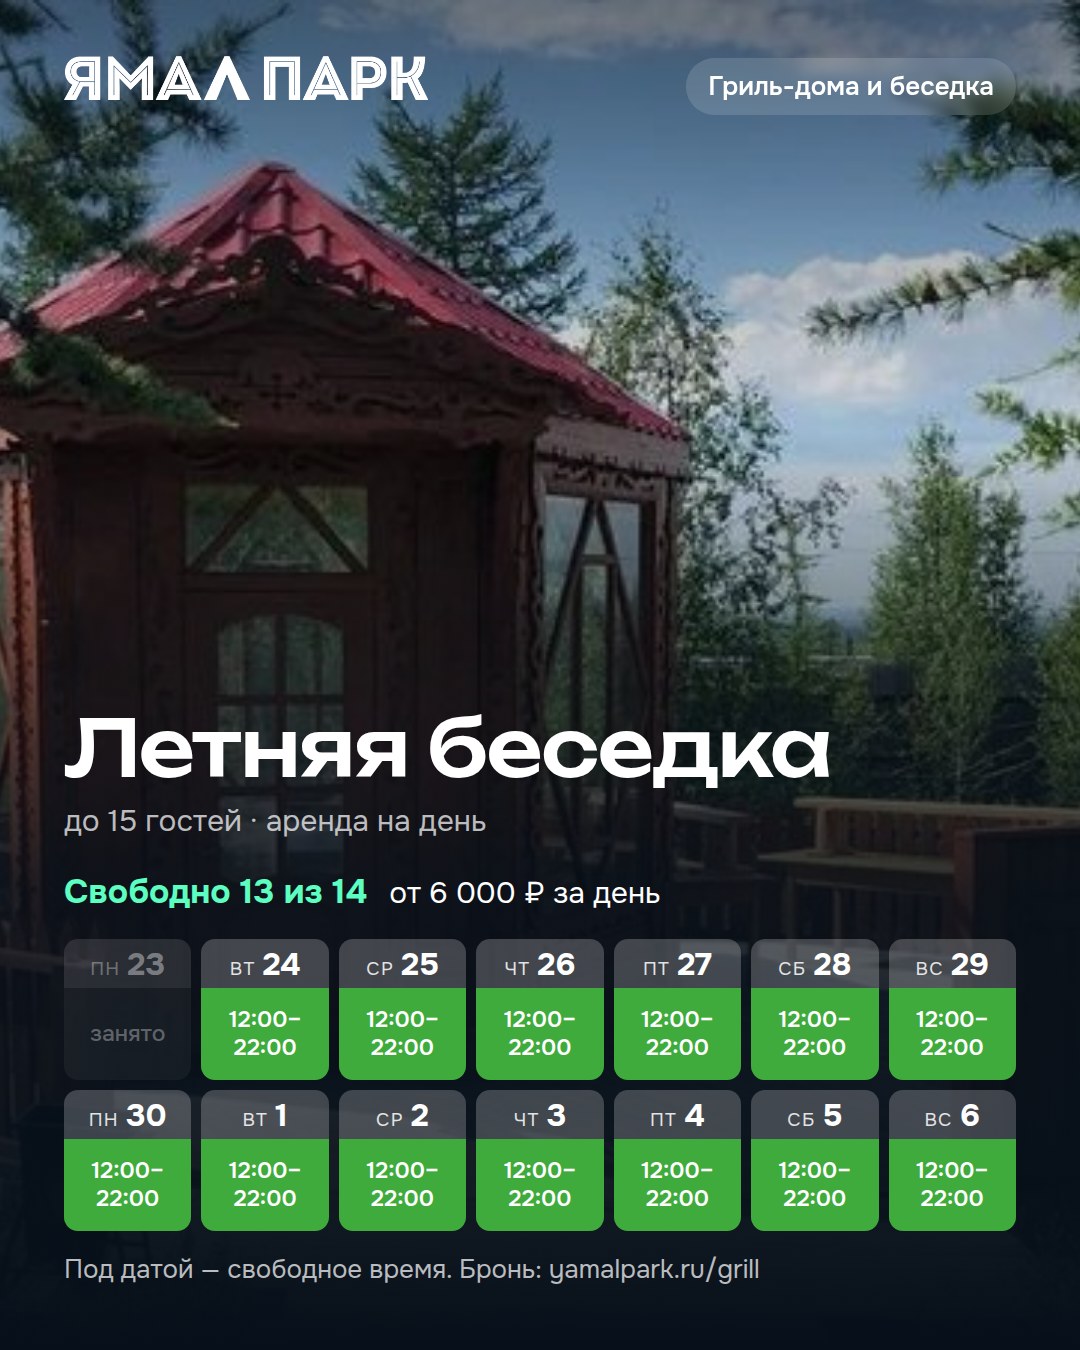 ЯМАЛ ПАРК
Гриль-дома и беседка
Летняя беседка
до 15 гостей · аренда на день
Свободно 13 из 14 от 6 000 ₽ за день
ПН 23 ВТ 24 СР 25 ЧТ 26 ПТ 27 СБ 28 ВС 29
занято 12:00– 12:00– 12:00– 12:00– 12:00– 12:00–
22:00 22:00 22:00 22:00 22:00 22:00
ПН 30 ВТ 1 СР 2 ЧТ 3 ПТ 4 СБ 5 ВС 6
12:00– 12:00– 12:00– 12:00– 12:00– 12:00– 12:00–
22:00 22:00 22:00 22:00 22:00 22:00 22:00
Под датой — свободное время. Бронь: yamalpark.ru/grill